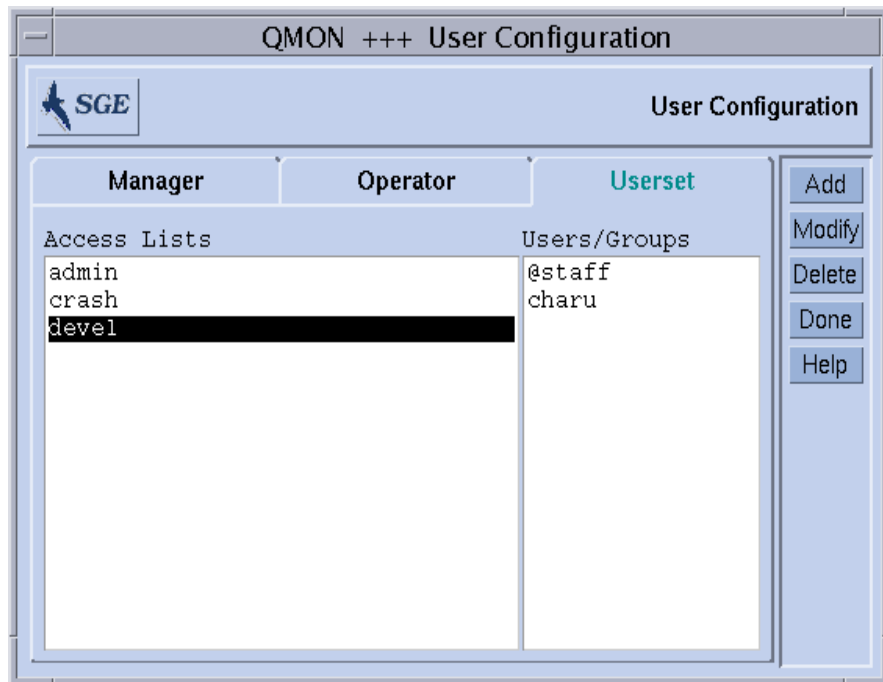 QMON +++ User Configuration
SGE
User Configuration
Manager
Operator
Userset
Access Lists
admin
crash
devel
Users/Groups
@staff
charu
Add
Modify
Delete
Done
Help